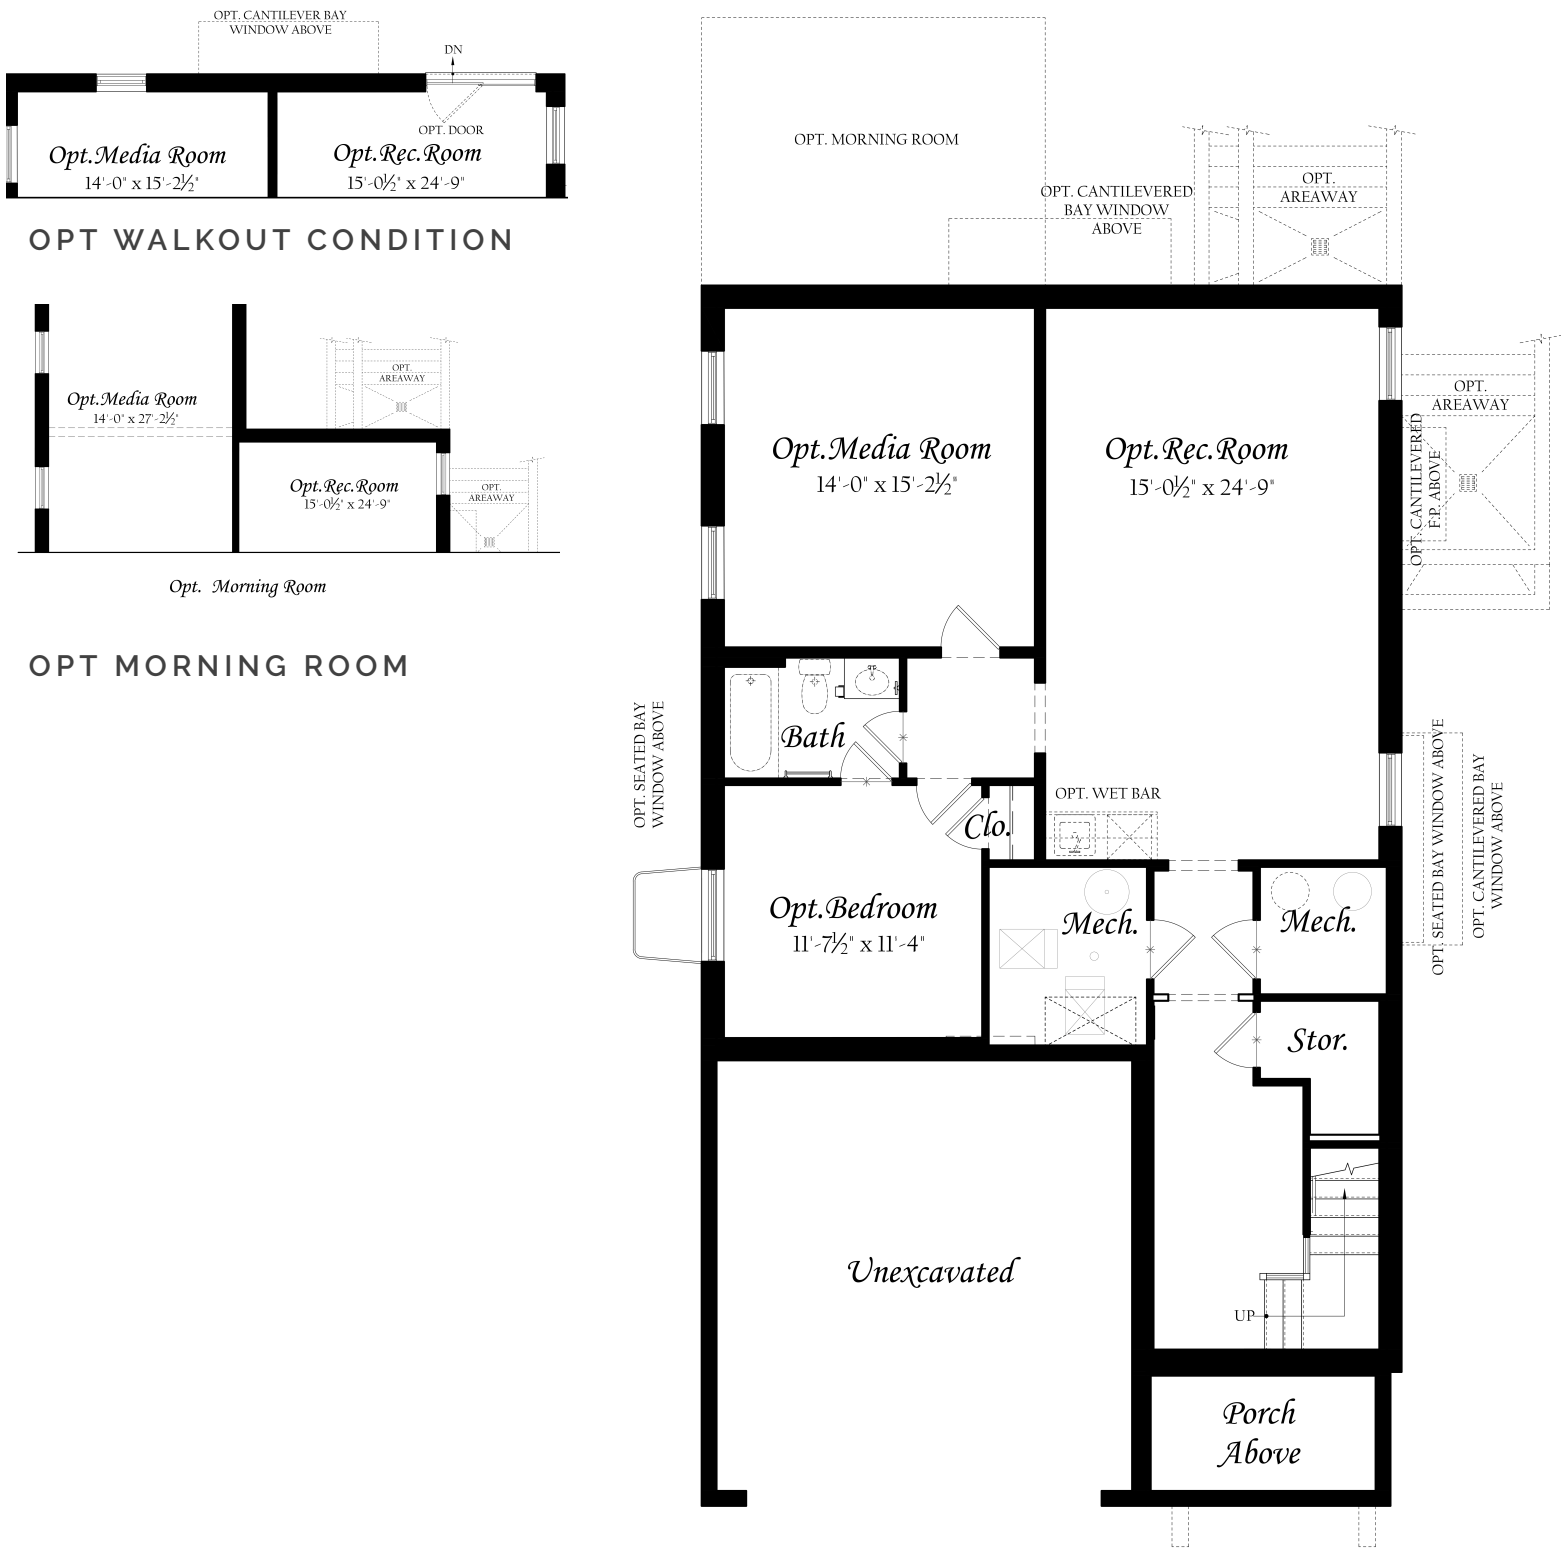 OPT. CANTILEVER BAY
WINDOW ABOVE
DN
OPT. DOOR
Opt.Media Room
14'-0" x 15'-2½"
Opt.Rec.Room
15'-0½" x 24'-9"
OPT WALKOUT CONDITION
Opt.Media Room
14'-0" x 27'-2½"
OPT.
AREAWAY
Opt.Rec.Room
15'-0½" x 24'-9"
OPT.
AREAWAY
Opt. Morning Room
OPT MORNING ROOM
OPT. MORNING ROOM
OPT. CANTILEVERED
BAY WINDOW
ABOVE
OPT.
AREAWAY
OPT.
AREAWAY
OPT. CANTILEVERED
F.P. ABOVE
Opt.Media Room
14'-0" x 15'-2½"
Opt.Rec.Room
15'-0½" x 24'-9"
OPT. SEATED BAY
WINDOW ABOVE
Bath
Clo.
OPT. WET BAR
OPT. SEATED BAY WINDOW ABOVE
OPT. CANTILEVERED BAY
WINDOW ABOVE
Opt.Bedroom
11'-7½" x 11'-4"
Mech.
Mech.
Stor.
Unexcavated
UP
Porch
Above